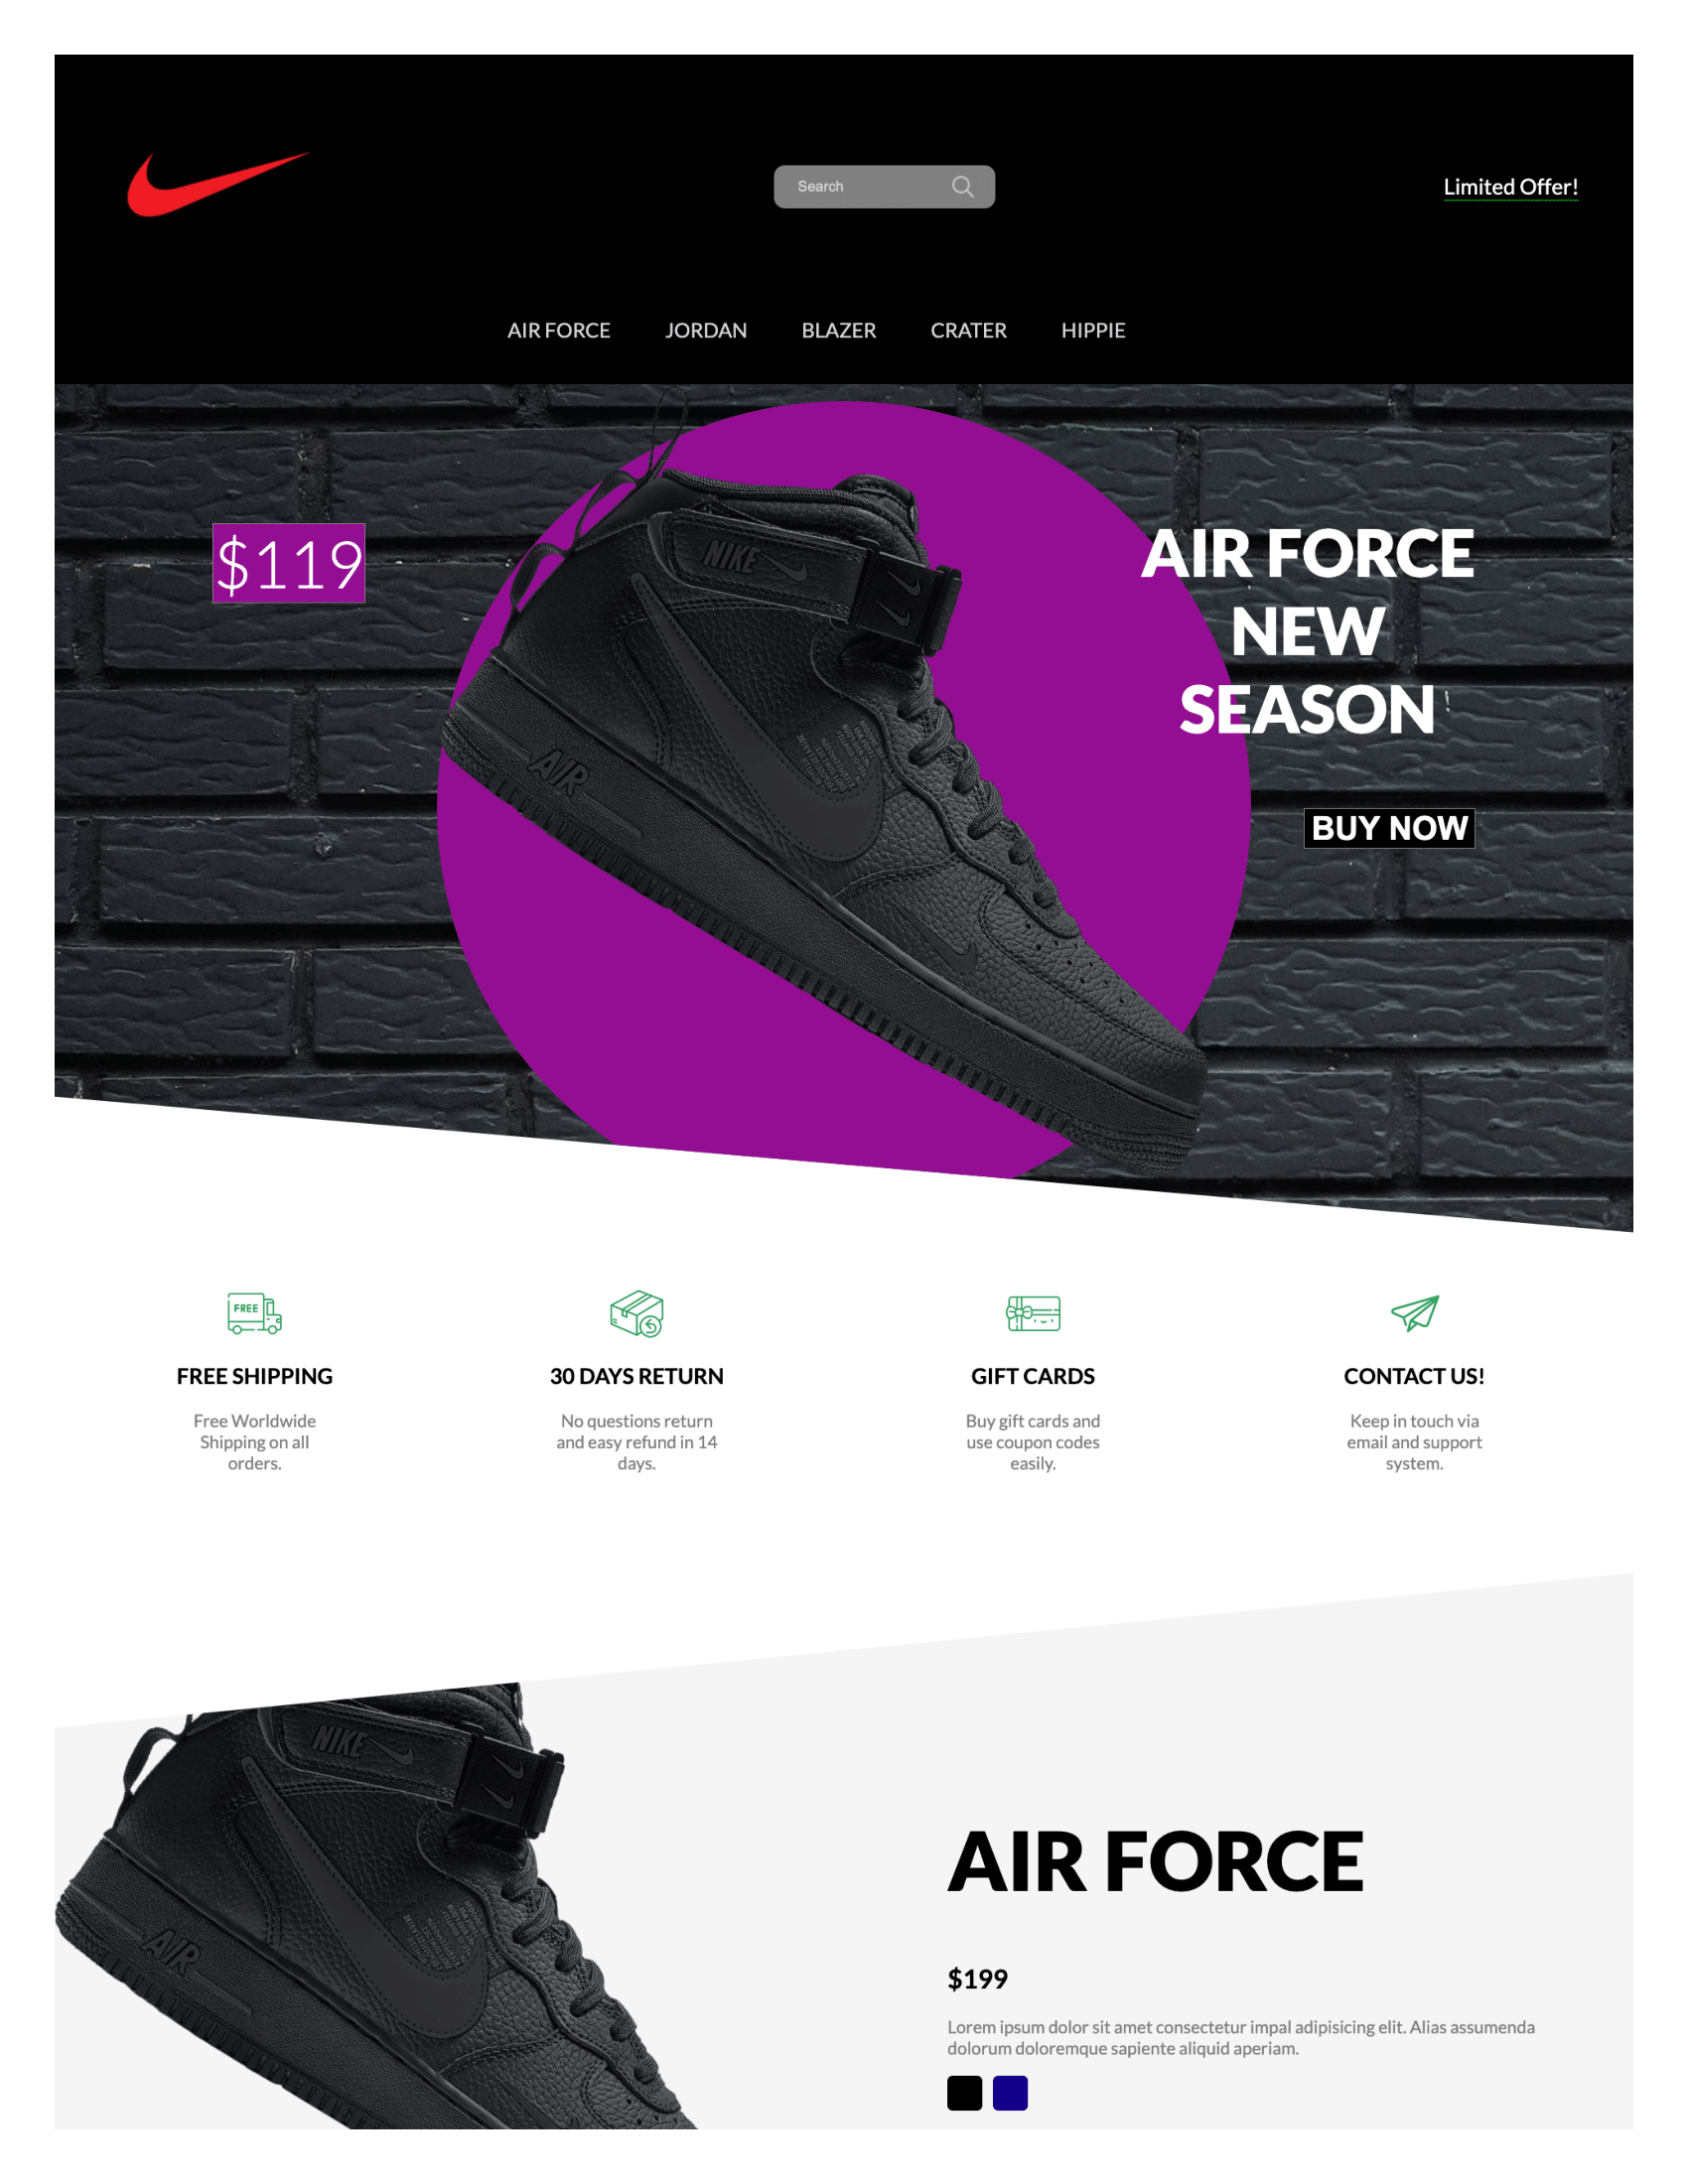 Search
Limited Offer!
AIR FORCE JORDAN BLAZER CRATER HIPPIE
$119
AIR FORCE
NEW
SEASON
BUY NOW
NIKE
AIR
FREE
FREE SHIPPING
Free Worldwide
Shipping on all
orders.
30 DAYS RETURN
No questions return
and easy refund in 14
days.
GIFT CARDS
Buy gift cards and
use coupon codes
easily.
CONTACT US!
Keep in touch via
email and support
system.
NIKE
AIR
AIR FORCE
$199
Lorem ipsum dolor sit amet consectetur impal adipisicing elit. Alias assumenda
dolorum doloremque sapiente aliquid aperiam.